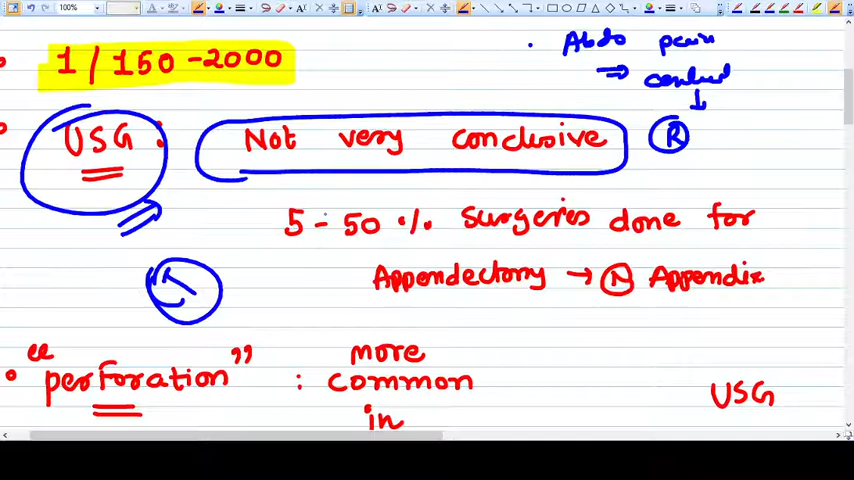 100%
1/150-2000
Abdo pain
⇒ 
USG : Not very conclusive R
5-50 % surgeries done for
Appendectomy → N Appendix
• "perforation" : more
common
in
USG